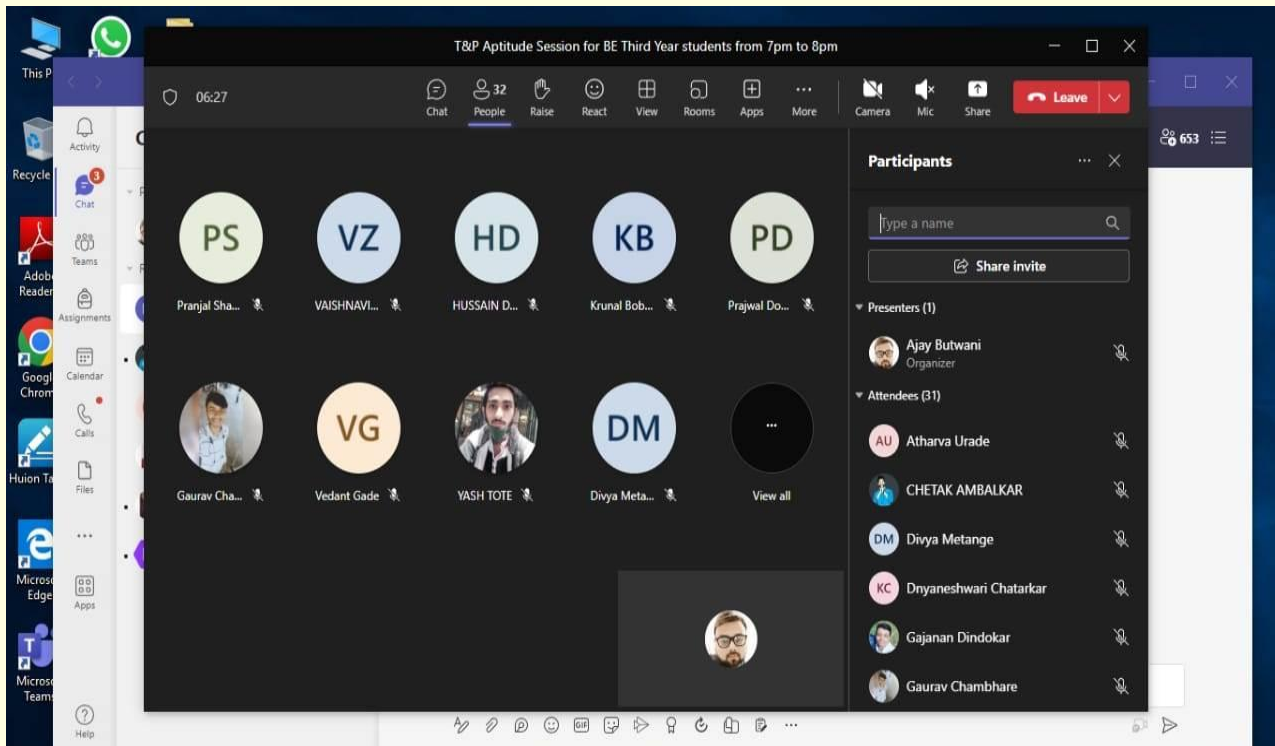 T&P Aptitude Session for BE Third Year students from 7pm to 8pm
This P
06:27
Chat
32
People
Raise
React
View
Rooms
Apps
More
Camera
Mic
Share
Leave
Activity
653
Recycle
3
Chat
Teams
Adob
Reader
Assignments
Googl
Chrom
Calendar
Calls
Huion Ta
Files
Micros
Edge
Apps
T
Micros
Teams
Help
PS
VZ
HD
KB
PD
Pranjal Sha...
VAISHNAVI...
HUSSAIN D...
Krunal Bob...
Prajwal Do...
VG
DM
...
Gaurav Cha...
Vedant Gade
YASH TOTE
Divya Meta...
View all
Participants
Type a name
Share invite
Presenters (1)
Ajay Butwani
Organizer
Attendees (31)
AU Atharva Urade
CHETAK AMBALKAR
DM Divya Metange
KC Dnyaneshwari Chatarkar
Gajanan Dindokar
Gaurav Chambhare
GIF